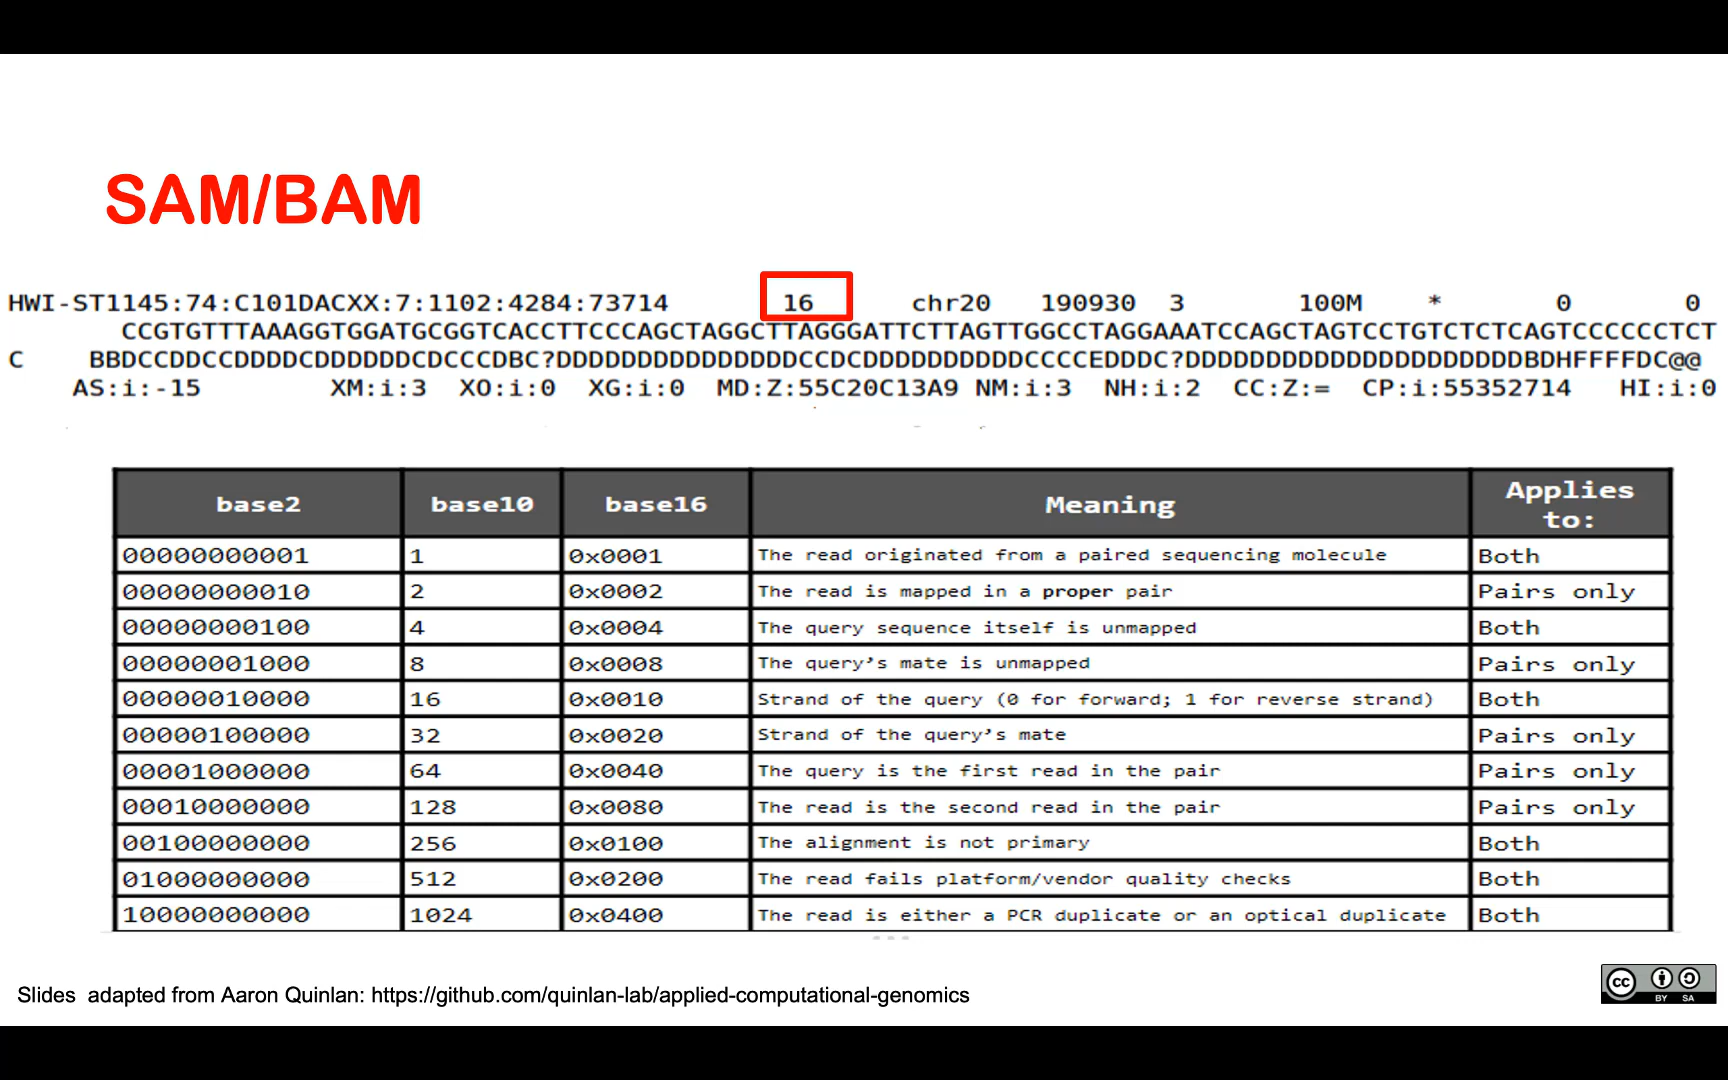 SAM/BAM
HWI-ST1145:74:C101DACXX:7:1102:4284:73714 16 chr20 190930 3 100M * 0 0
CCGTGTTTAAAGGTGGATGCGGTCACCTTCCCAGCTAGGCTTAGGGATTCTTAGTTGGCCTAGGAAATCCAGCTAGTCCTGTCTCTCAGTCCCCCCTCT
C BBDCCDDCCDDDDCDDDDDDCDCCCDBC?DDDDDDDDDDDDDDDCCDCDDDDDDDDDDCCCCEDDDC?DDDDDDDDDDDDDDDDDDDDDBDHFFFFDC@@
AS:i:-15 XM:i:3 XO:i:0 XG:i:0 MD:Z:55C20C13A9 NM:i:3 NH:i:2 CC:Z:= CP:i:55352714 HI:i:0
base2 base10 base16 Meaning Applies to:
00000000001 1 0x0001 The read originated from a paired sequencing molecule Both
00000000010 2 0x0002 The read is mapped in a proper pair Pairs only
00000000100 4 0x0004 The query sequence itself is unmapped Both
00000001000 8 0x0008 The query's mate is unmapped Pairs only
00000010000 16 0x0010 Strand of the query (0 for forward; 1 for reverse strand) Both
00000100000 32 0x0020 Strand of the query's mate Pairs only
00001000000 64 0x0040 The query is the first read in the pair Pairs only
00010000000 128 0x0080 The read is the second read in the pair Pairs only
00100000000 256 0x0100 The alignment is not primary Both
01000000000 512 0x0200 The read fails platform/vendor quality checks Both
10000000000 1024 0x0400 The read is either a PCR duplicate or an optical duplicate Both
Slides adapted from Aaron Quinlan: https://github.com/quinlan-lab/applied-computational-genomics
cc BY SA